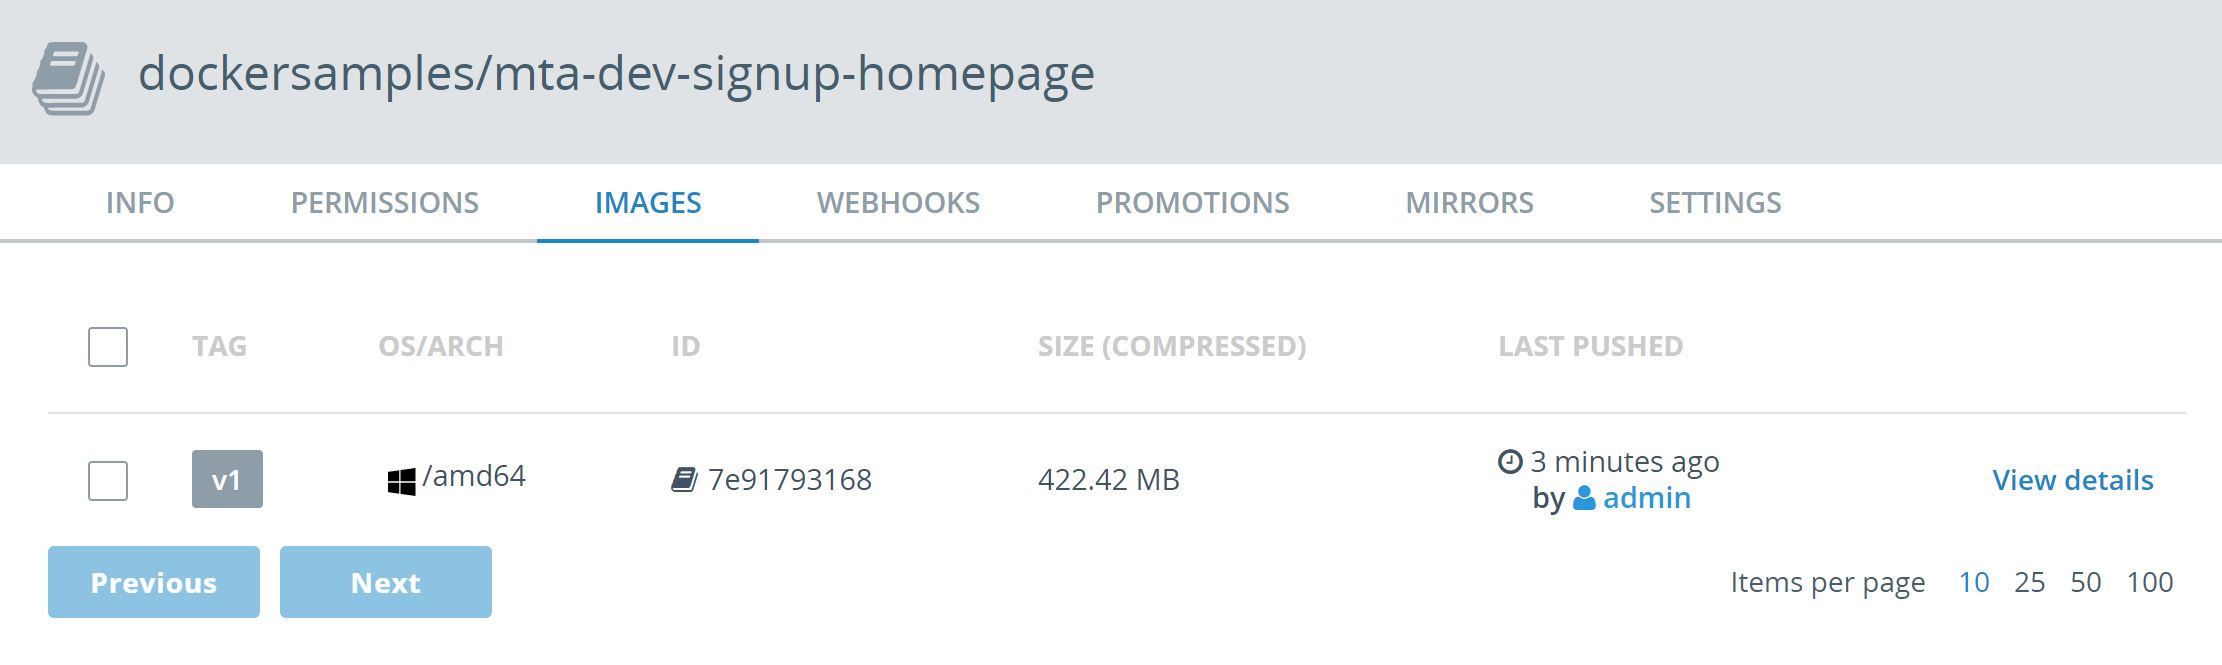 dockersamples/mta-dev-signup-homepage
INFO PERMISSIONS IMAGES WEBHOOKS PROMOTIONS MIRRORS SETTINGS
TAG OS/ARCH ID SIZE (COMPRESSED) LAST PUSHED
v1 /amd64 7e91793168 422.42 MB 3 minutes ago View details
by admin
Previous Next Items per page 10 25 50 100